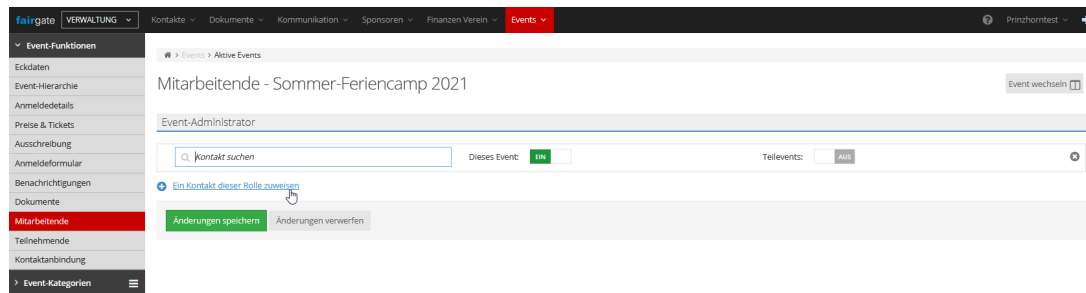 fairgate VERWALTUNG Kontakte Dokumente Kommunikation Sponsoren Finanzen Verein Events Prinzhorntest
Event-Funktionen
> Events > Aktive Events
Eckdaten
Event-Hierarchie
Mitarbeitende - Sommer-Feriencamp 2021
Event wechseln
Anmeldedetails
Preise & Tickets
Event-Administrator
Ausschreibung
Kontakt suchen Dieses Event: EIN Teilevents: AUS
Anmeldeformular
Benachrichtigungen
Ein Kontakt dieser Rolle zuweisen
Dokumente
Mitarbeitende
Änderungen speichern Änderungen verwerfen
Teilnehmende
Kontaktanbindung
> Event-Kategorien